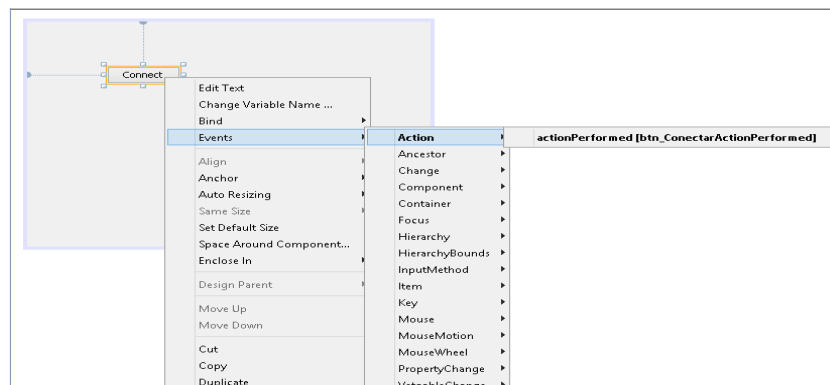 Connect
Edit Text
Change Variable Name ...
Bind
Events
Align
Anchor
Auto Resizing
Same Size
Set Default Size
Space Around Component...
Enclose In
Design Parent
Move Up
Move Down
Cut
Copy
Duplicate
Action
Ancestor
Change
Component
Container
Focus
Hierarchy
HierarchyBounds
InputMethod
Item
Key
Mouse
MouseMotion
MouseWheel
PropertyChange
VetoableChange
actionPerformed [btn_ConectarActionPerformed]